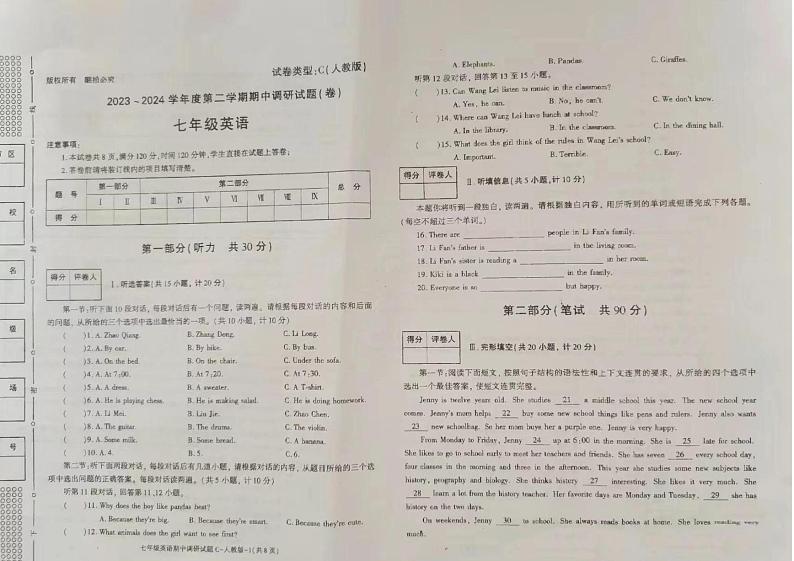 试卷类型:C(人教版)
版权所有 翻拍必究
2023~2024学年度第二学期期中调研试题(卷)
七年级英语
注意事项:
1.本试卷共8页,满分120分,时间120分钟,学生直接在试题上答卷;
2.答卷前请将装订线内的项目填写清楚。
题号 第一部分 第二部分 总分
Ⅰ Ⅱ Ⅲ Ⅳ Ⅴ Ⅵ Ⅶ Ⅷ Ⅸ
得分
第一部分(听力 共30分)
得分 评卷人
Ⅰ.听选答案(共15小题,计20分)
第一节:听下面10段对话,每段对话后有一个问题,读两遍。请根据每段对话的内容和后面
的问题,从所给的三个选项中选出最恰当的一项。(共10小题,计10分)
( )1. A. Zhao Qiang. B. Zhang Dong. C. Li Long.
( )2. A. By car. B. By bike. C. By bus.
( )3. A. On the bed. B. On the chair. C. Under the sofa.
( )4. A. At 7:00. B. At 7:20. C. At 7:30.
( )5. A. A dress. B. A sweater. C. A T-shirt.
( )6. A. He is playing chess. B. He is making salad. C. He is doing homework.
( )7. A. Li Mei. B. Liu Jie. C. Zhao Chen.
( )8. A. The guitar. B. The drums. C. The violin.
( )9. A. Some milk. B. Some bread. C. A banana.
( )10. A. 4. B. 5. C. 6.
第二节:听下面两段对话,每段对话后有几道小题,请根据对话的内容,从题目所给的三个选
项中选出问题的正确答案。每段对话读两遍。(共5小题,计10分)
听第11段对话,回答第11、12小题。
( )11. Why does the boy like pandas best?
A. Because they're big. B. Because they're smart. C. Because they're cute.
( )12. What animals does the girl want to see first?
七年级英语期中调研试题C-人教版-1(共8页)
A. Elephants. B. Pandas. C. Giraffes.
听第12段对话,回答第13至15小题。
( )13. Can Wang Lei listen to music in the classroom?
A. Yes, he can. B. No, he can't. C. We don't know.
( )14. Where can Wang Lei have lunch at school?
A. In the library. B. In the classroom. C. In the dining hall.
( )15. What does the girl think of the rules in Wang Lei's school?
A. Important. B. Terrible. C. Easy.
得分 评卷人
Ⅱ.听填信息(共5小题,计10分)
本题你将听到一段独白,读两遍。请根据独白内容,用所听到的单词或短语完成下列各题。
(每空不超过三个单词。)
16. There are ______ people in Li Fan's family.
17. Li Fan's father is ______ in the living room.
18. Li Fan's sister is reading a ______ in her room.
19. Kiki is a black ______ in the family.
20. Everyone is so ______ but happy.
第二部分(笔试 共90分)
得分 评卷人
Ⅲ.完形填空(共20小题,计20分)
第一节:阅读下面短文,按照句子结构的语法性和上下文连贯的要求,从所给的四个选项中
选出一个最佳答案,使短文连贯完整。
Jenny is twelve years old. She studies 21 a middle school this year. The new school year
comes. Jenny's mom helps 22 buy some new school things like pens and rulers. Jenny also wants
23 new schoolbag. So her mom buys her a purple one. Jenny is very happy.
From Monday to Friday, Jenny 24 up at 6:00 in the morning. She is 25 late for school.
She likes to go to school early to meet her teachers and friends. She has seven 26 every school day,
four classes in the morning and three in the afternoon. This year she studies some new subjects like
history, geography and biology. She thinks history 27 interesting. She likes it very much. She
28 learn a lot from the history teacher. Her favorite days are Monday and Tuesday, 29 she has
history on the two days.
On weekends, Jenny 30 to school. She always reads books at home. She loves reading very
much.
区
校
名
级
场
号